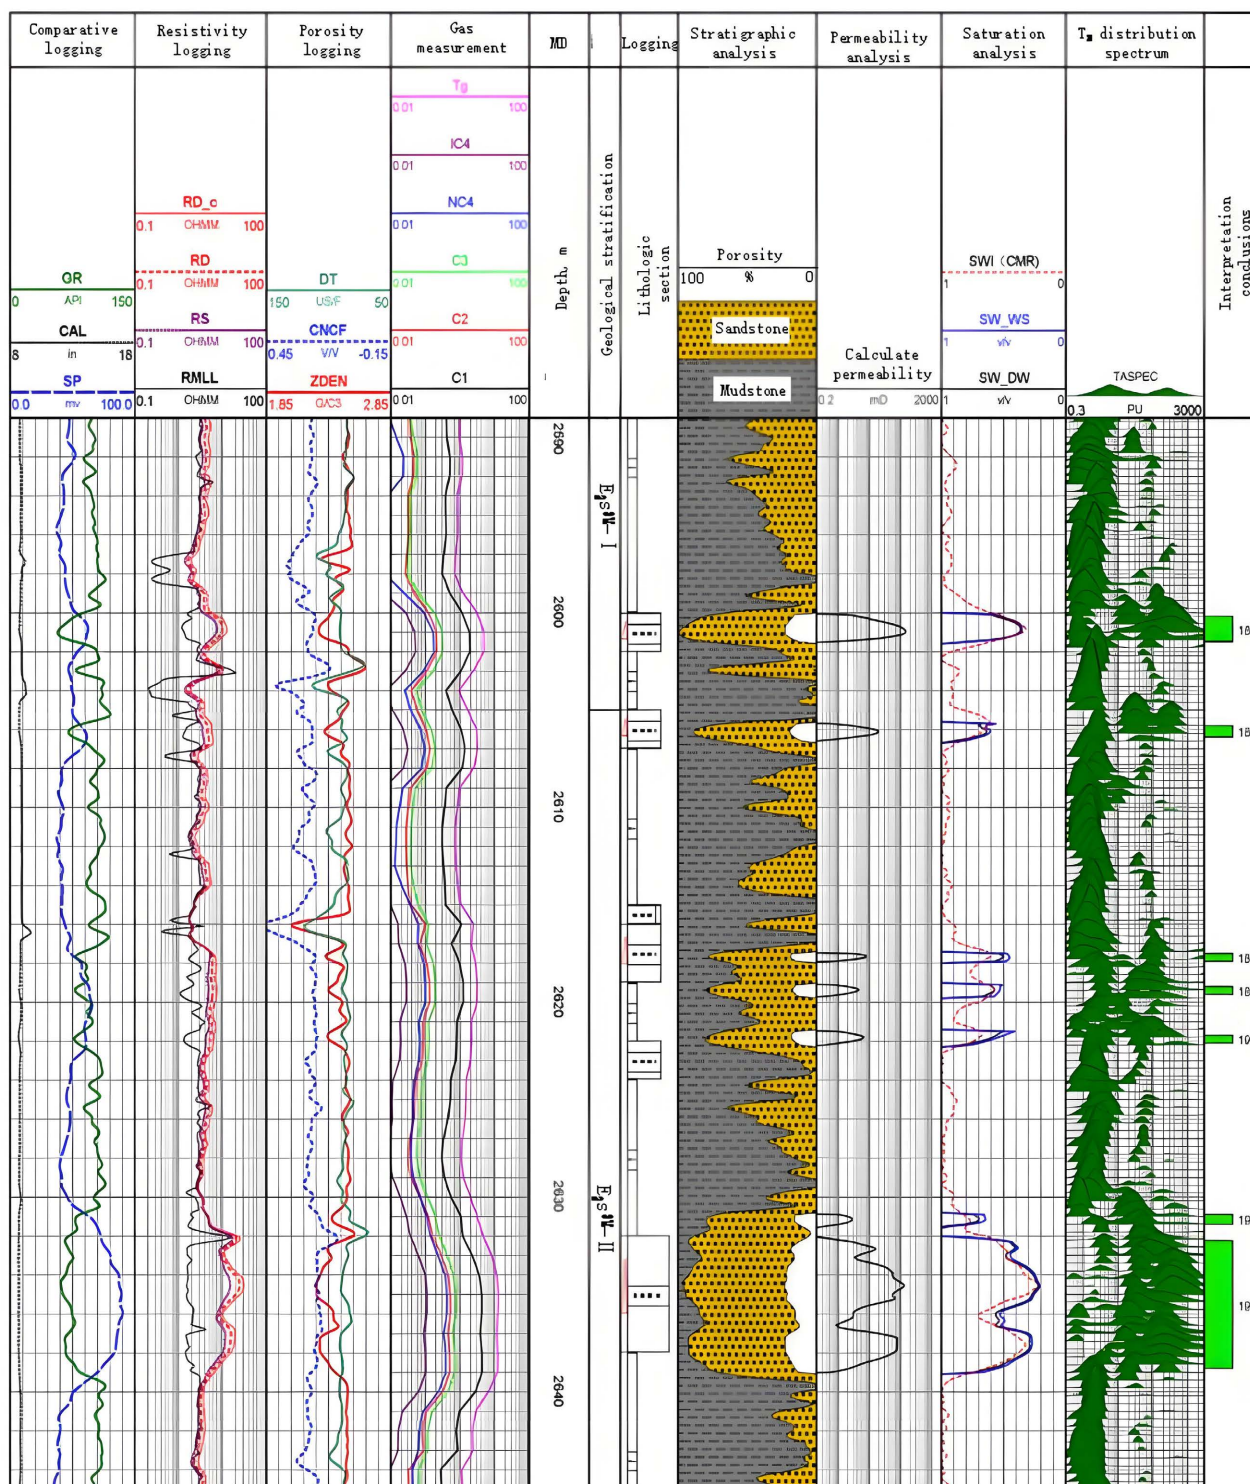 Comparative
logging
Resistivity
logging
Porosity
logging
Gas
measurement
MD
Logging
Stratigraphic
analysis
Permeability
analysis
Saturation
analysis
distribution
spectrum
Tg
0.01 100
IC4
0.01 100
NC4
0.01 100
C3
0.01 100
C2
0.01 100
C1
0.01 100
RD_c
0.1 OHMM 100
RD
0.1 OHMM 100
RS
0.1 OHMM 100
RMLL
0.1 OHMM 100
GR
0 API 150
CAL
8 in 18
SP
0.0 mv 100.0
DT
150 US/F 50
CNCF
0.45 V/V -0.15
ZDEN
1.85 G/C3 2.85
Depth, m
Geological stratification
Lithologic
section
Porosity
100 % 0
Sandstone
Mudstone
Calculate
permeability
0.2 mD 2000
SWI (CMR)
1 0
SW_WS
1 v/v 0
SW_DW
1 v/v 0
TASPEC
0.3 PU 3000
Interpretation
conclusions
2590
2600
2610
2620
2630
2640